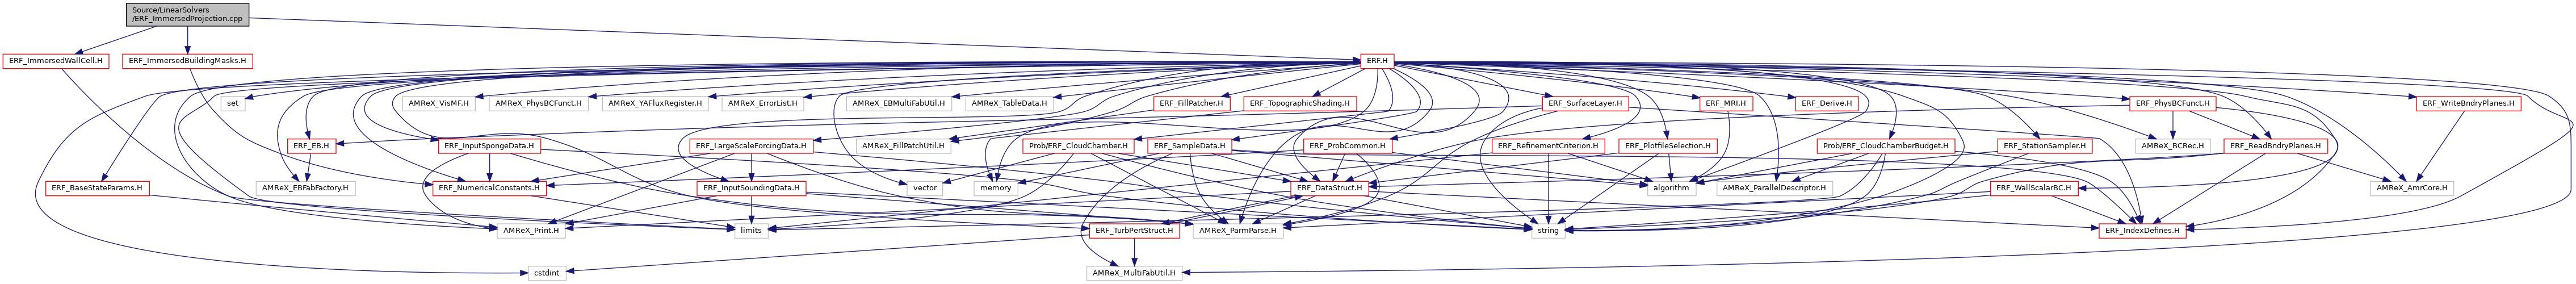 Source/LinearSolvers
/ERF_ImmersedProjection.cpp
ERF_ImmersedWallCell.H
ERF_ImmersedBuildingMasks.H
ERF.H
set
AMReX_VisMF.H
AMReX_PhysBCFunct.H
AMReX_YAFluxRegister.H
AMReX_ErrorList.H
AMReX_EBMultiFabUtil.H
AMReX_TableData.H
ERF_FillPatcher.H
ERF_TopographicShading.H
ERF_SurfaceLayer.H
ERF_MRI.H
ERF_Derive.H
ERF_PhysBCFunct.H
ERF_WriteBndryPlanes.H
ERF_EB.H
ERF_InputSpongeData.H
ERF_LargeScaleForcingData.H
AMReX_FillPatchUtil.H
Prob/ERF_CloudChamber.H
ERF_SampleData.H
ERF_ProbCommon.H
ERF_RefinementCriterion.H
ERF_PlotfileSelection.H
Prob/ERF_CloudChamberBudget.H
ERF_StationSampler.H
AMReX_BCRec.H
ERF_ReadBndryPlanes.H
ERF_BaseStateParams.H
AMReX_EBFabFactory.H
ERF_NumericalConstants.H
ERF_InputSoundingData.H
vector
memory
ERF_DataStruct.H
algorithm
AMReX_ParallelDescriptor.H
ERF_WallScalarBC.H
AMReX_AmrCore.H
AMReX_Print.H
limits
ERF_TurbPertStruct.H
AMReX_ParmParse.H
string
ERF_IndexDefines.H
cstdint
AMReX_MultiFabUtil.H